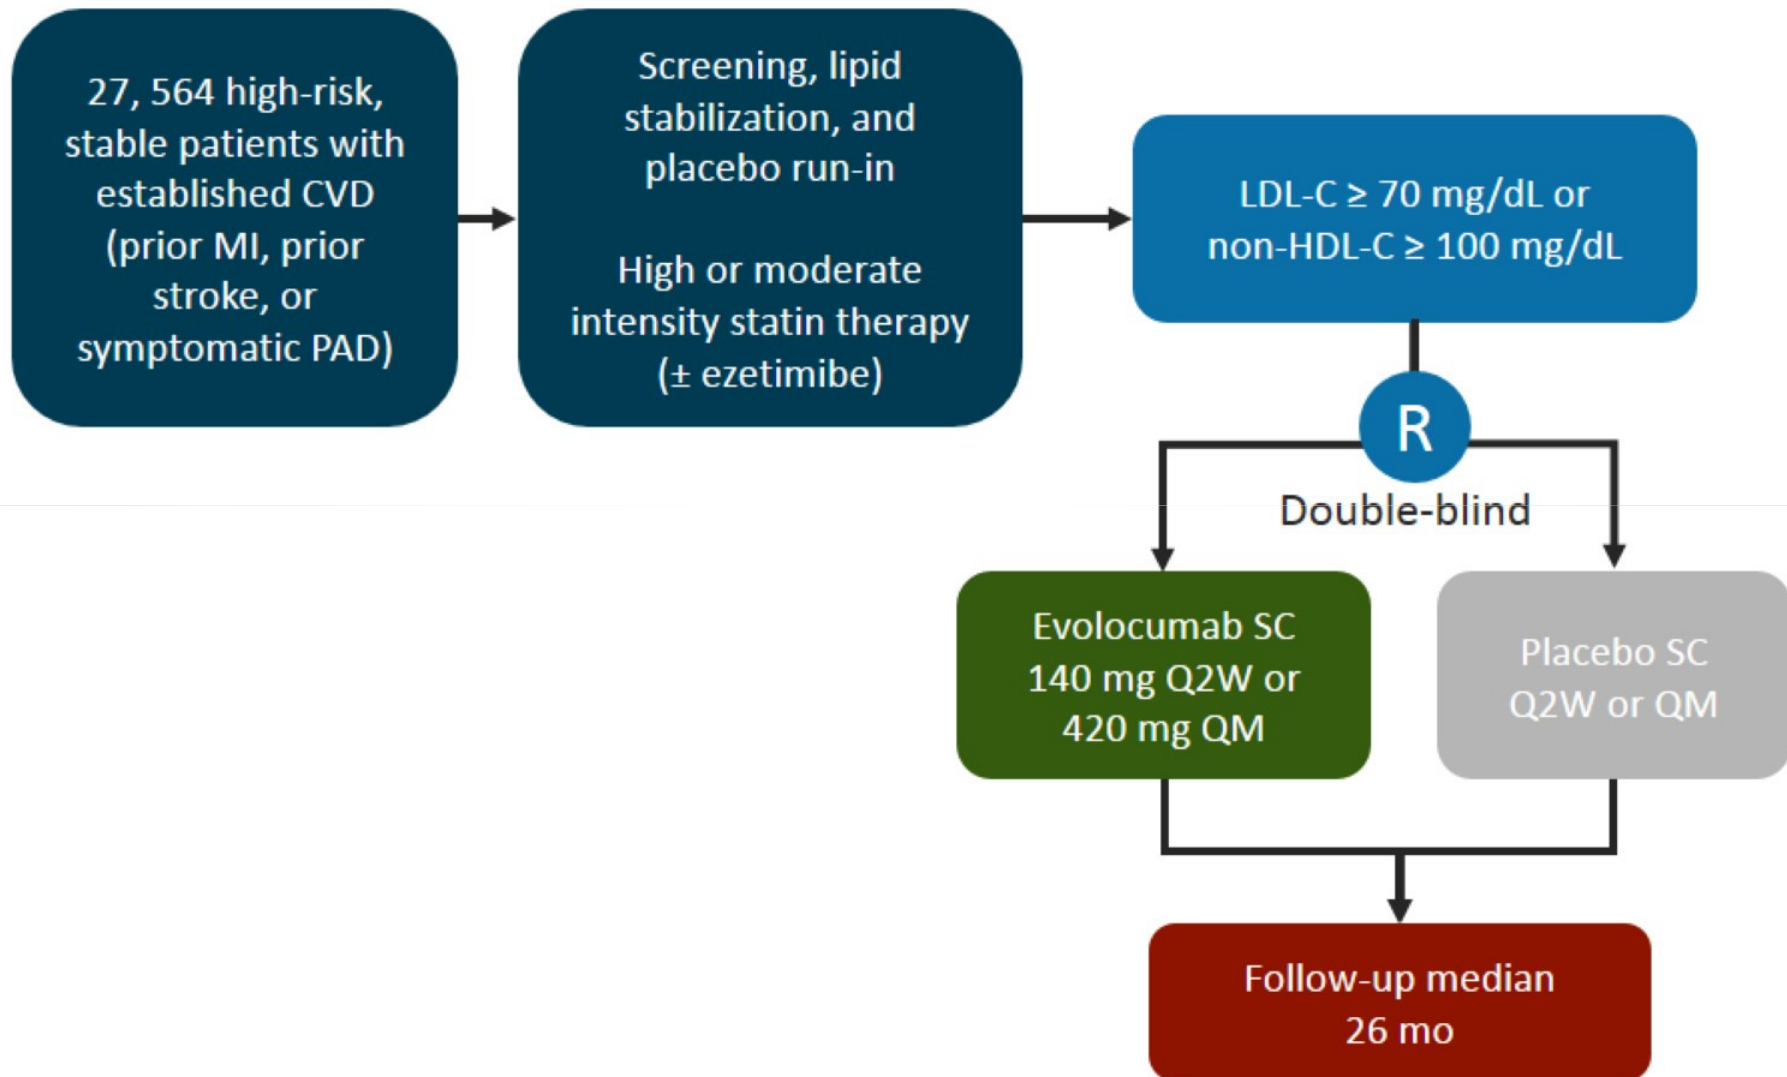 27, 564 high-risk,
stable patients with
established CVD
(prior MI, prior
stroke, or
symptomatic PAD)
Screening, lipid
stabilization, and
placebo run-in
High or moderate
intensity statin therapy
(± ezetimibe)
LDL-C ≥ 70 mg/dL or
non-HDL-C ≥ 100 mg/dL
R
Double-blind
Evolocumab SC
140 mg Q2W or
420 mg QM
Placebo SC
Q2W or QM
Follow-up median
26 mo